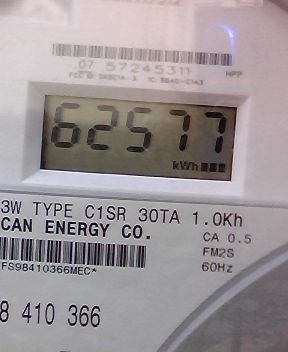 07 57245311 HPP
62577
kWh
3W TYPE C1SR 30TA 1.0Kh
CAN ENERGY CO. CA 0.5
FM2S
FS98410366MEC* 60Hz
8 410 366